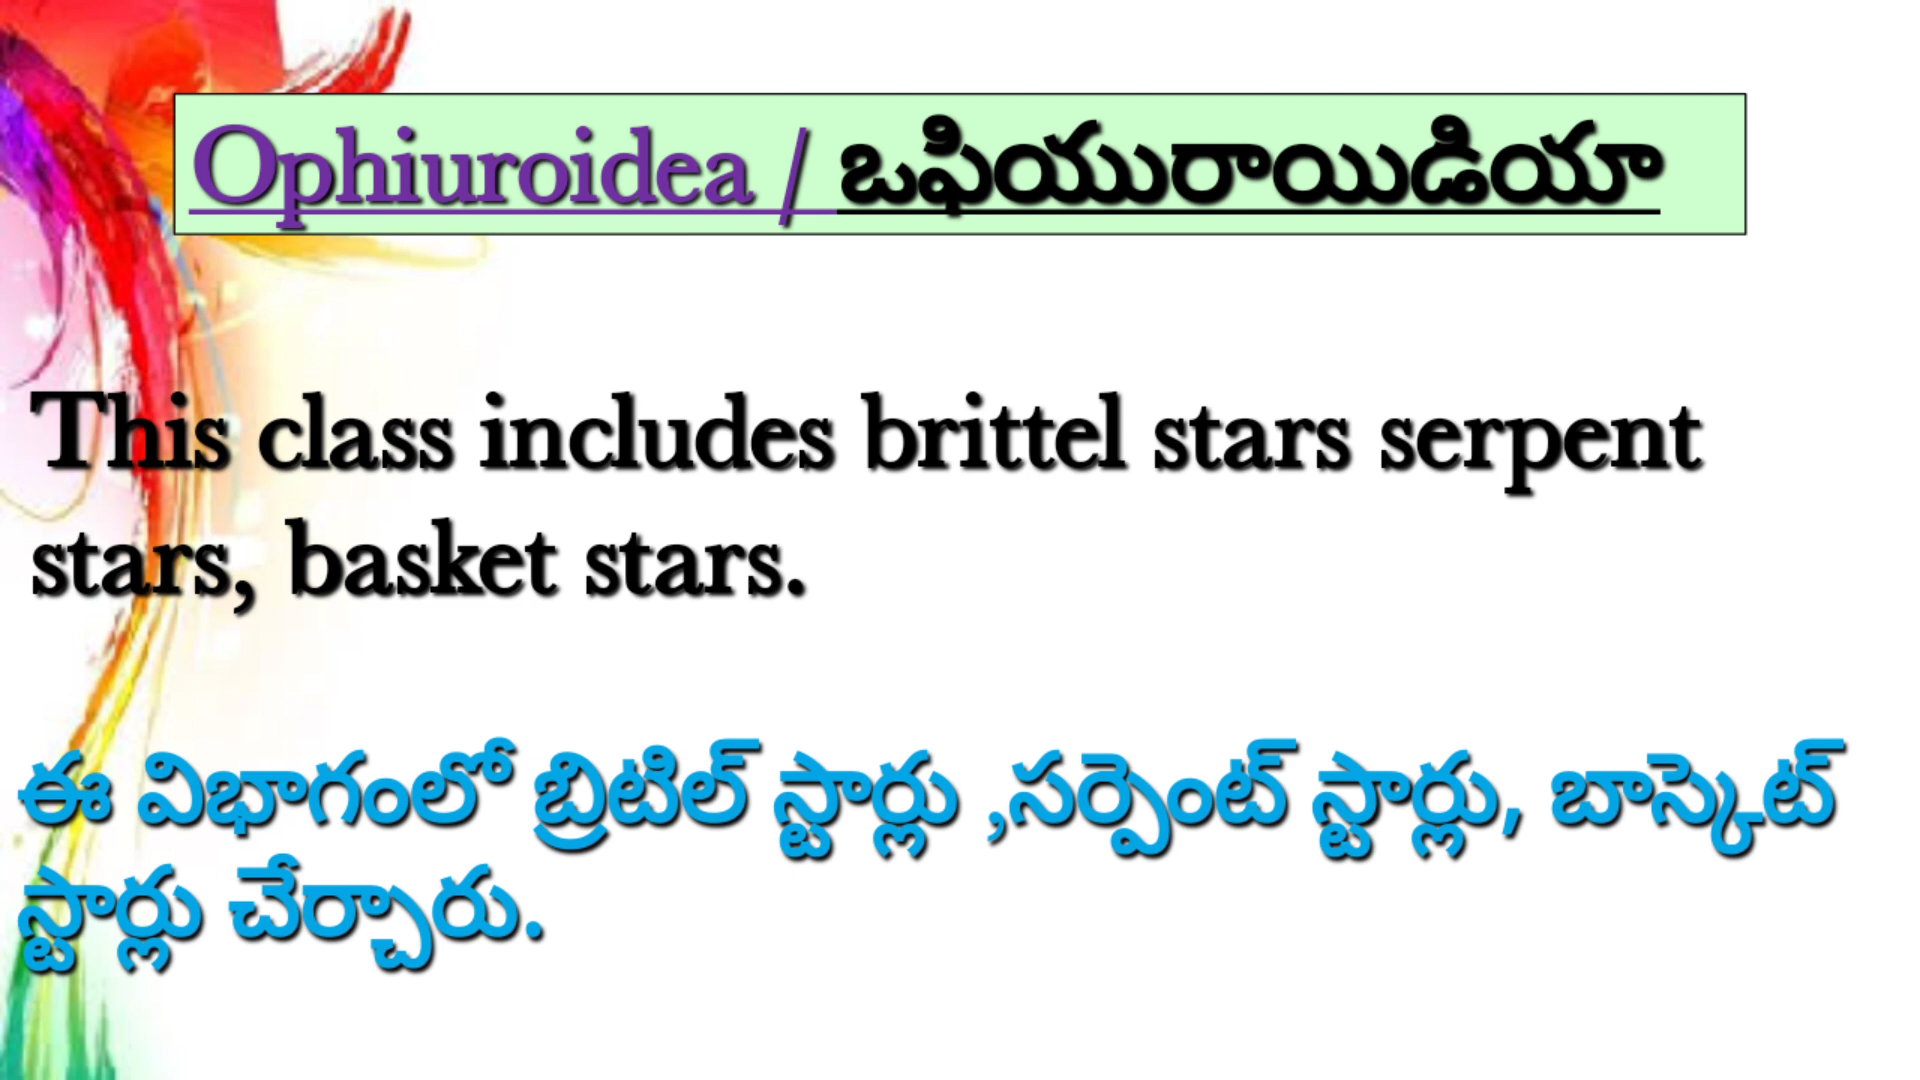 Ophiuroidea / ఒఫియురాయిడియా
This class includes brittel stars serpent
stars, basket stars.
ఈ విభాగంలో బ్రిటిల్ స్టార్లు ,సర్పెంట్ స్టార్లు, బాస్కెట్
స్టార్లు చేర్చారు.